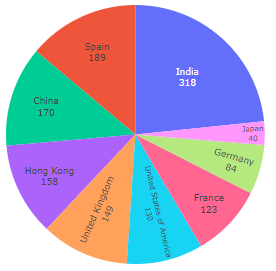 Spain
189
India
318
China
170
Japan
40
Germany
84
Hong Kong
158
France
123
United Kingdom
149
United States of America
130